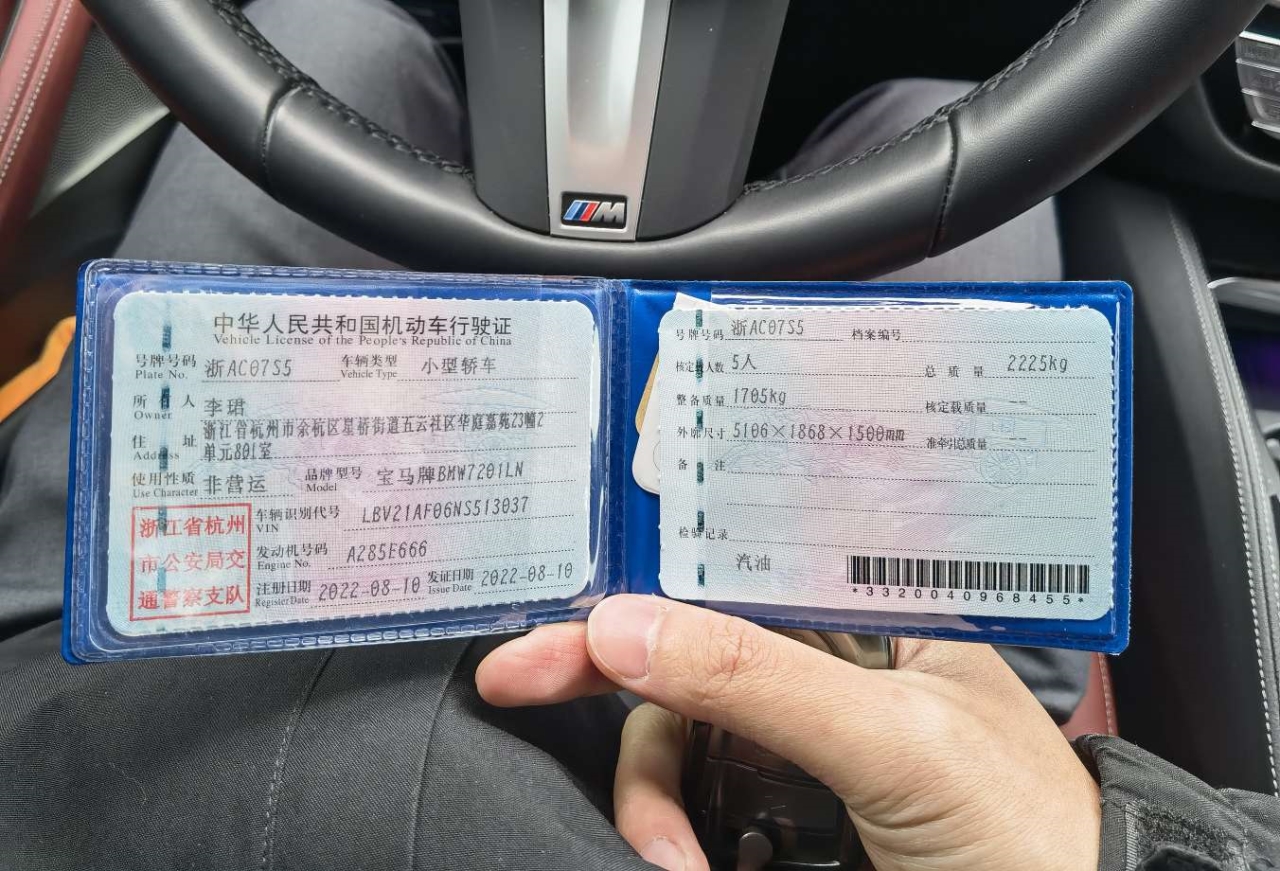 M
中华人民共和国机动车行驶证
Vehicle License of the People's Republic of China
号牌号码 浙AC07S5 车辆类型 小型轿车
Plate No. Vehicle Type
所有人 李珺
Owner
住址 浙江省杭州市余杭区星桥街道五云社区华庭嘉苑23幢2
Address 单元801室
使用性质 非营运 品牌型号 宝马牌BMW7201LN
Use Character Model
浙江省杭州
市公安局交
通警察支队
车辆识别代号 LBV21AF06NS513037
VIN
发动机号码 A285E666
Engine No.
注册日期 2022-08-10 发证日期 2022-08-10
Register Date Issue Date
号牌号码 浙AC07S5 档案编号
核定人数 5人 总质量 2225kg
整备质量 1705kg 核定载质量 --
外廓尺寸 5106×1868×1500mm 准牵引总质量 --
备注
检验记录
汽油
*3320040968455*